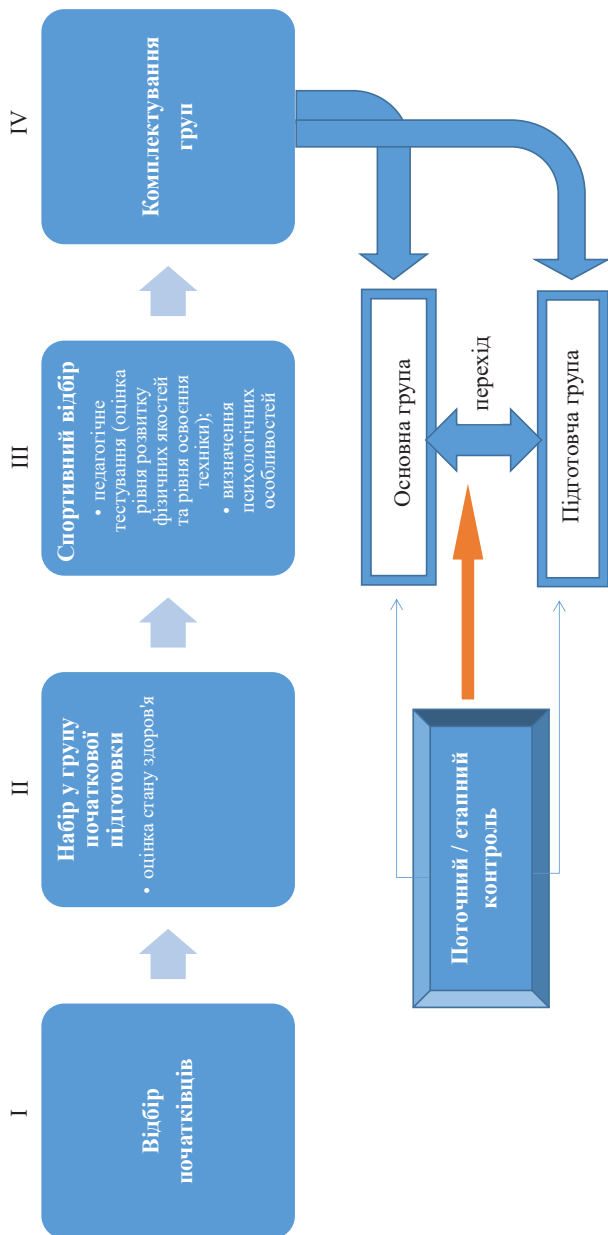 I
Відбір
початківців
II
Набір у групу
початкової
підготовки
• оцінка стану здоров'я
III
Спортивний відбір
• педагогічне
тестування (оцінка
рівня розвитку
фізичних якостей
та рівня освоєння
техніки);
• визначення
психологічних
особливостей
IV
Комплектування
груп
Поточний / етапний
контроль
Основна група
перехід
Підготовча група